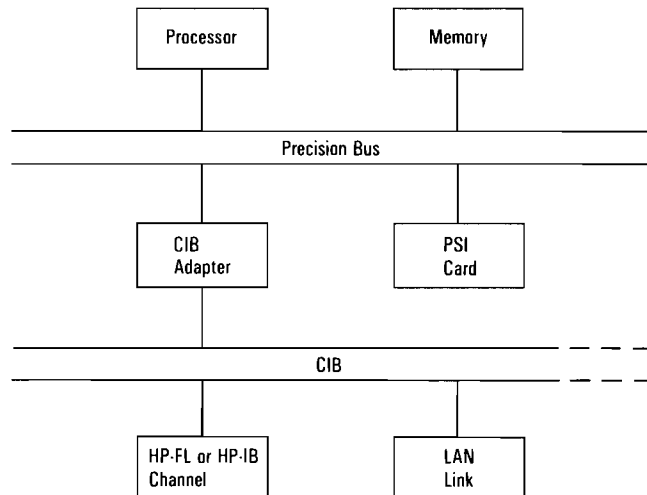 Processor
Memory
Precision Bus
CIB
Adapter
PSI
Card
CIB
HP-FL or HP-IB
Channel
LAN
Link